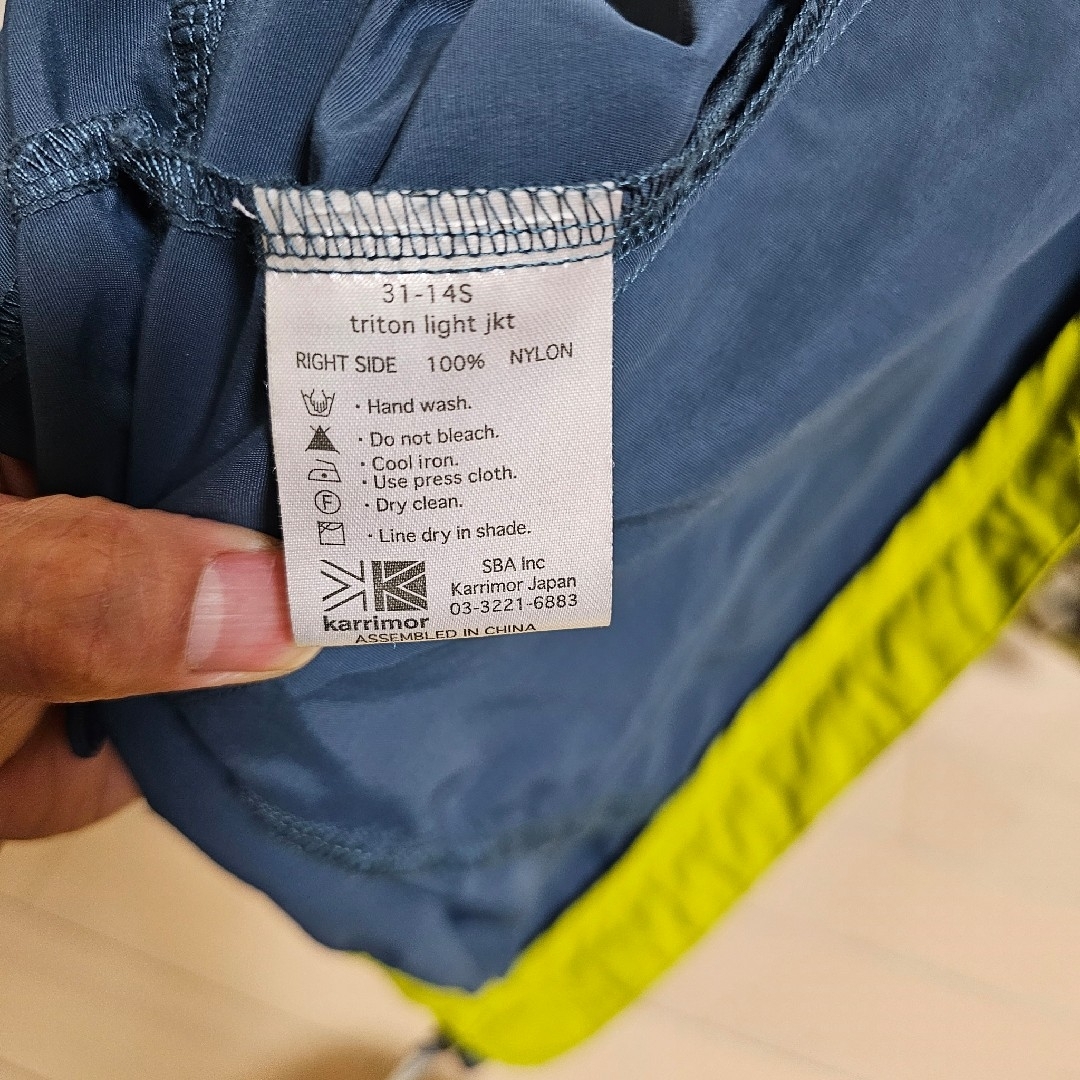 31-14S
triton light jkt
RIGHT SIDE 100% NYLON
・Hand wash.
・Do not bleach.
・Cool iron.
・Use press cloth.
F ・Dry clean.
・Line dry in shade.
SBA Inc
Karrimor Japan
03-3221-6883
karrimor
ASSEMBLED IN CHINA